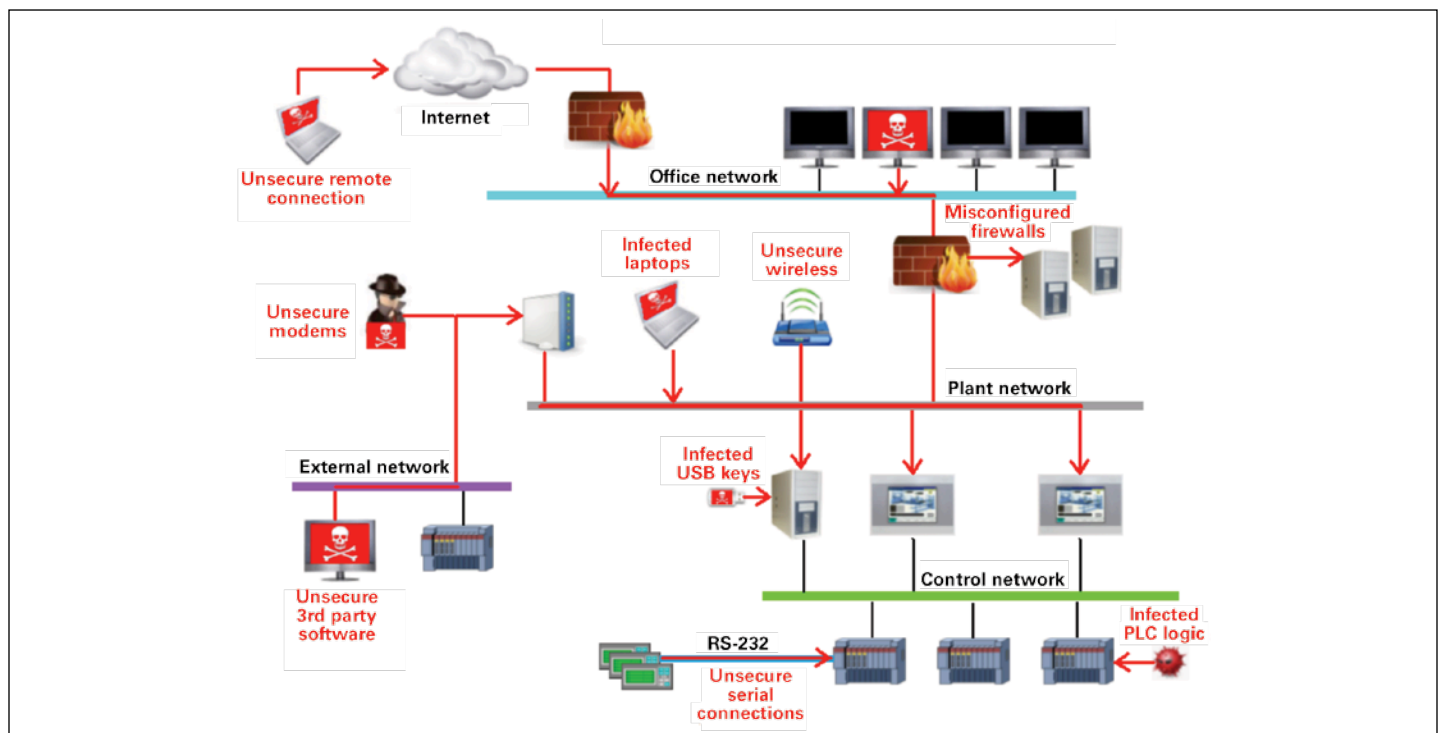 Internet
Unsecure remote
connection
Office network
Misconfigured
firewalls
Infected
laptops
Unsecure
wireless
Unsecure
modems
Plant network
External network
Infected
USB keys
Control network
Unsecure
3rd party
software
RS-232
Unsecure
serial
connections
Infected
PLC logic